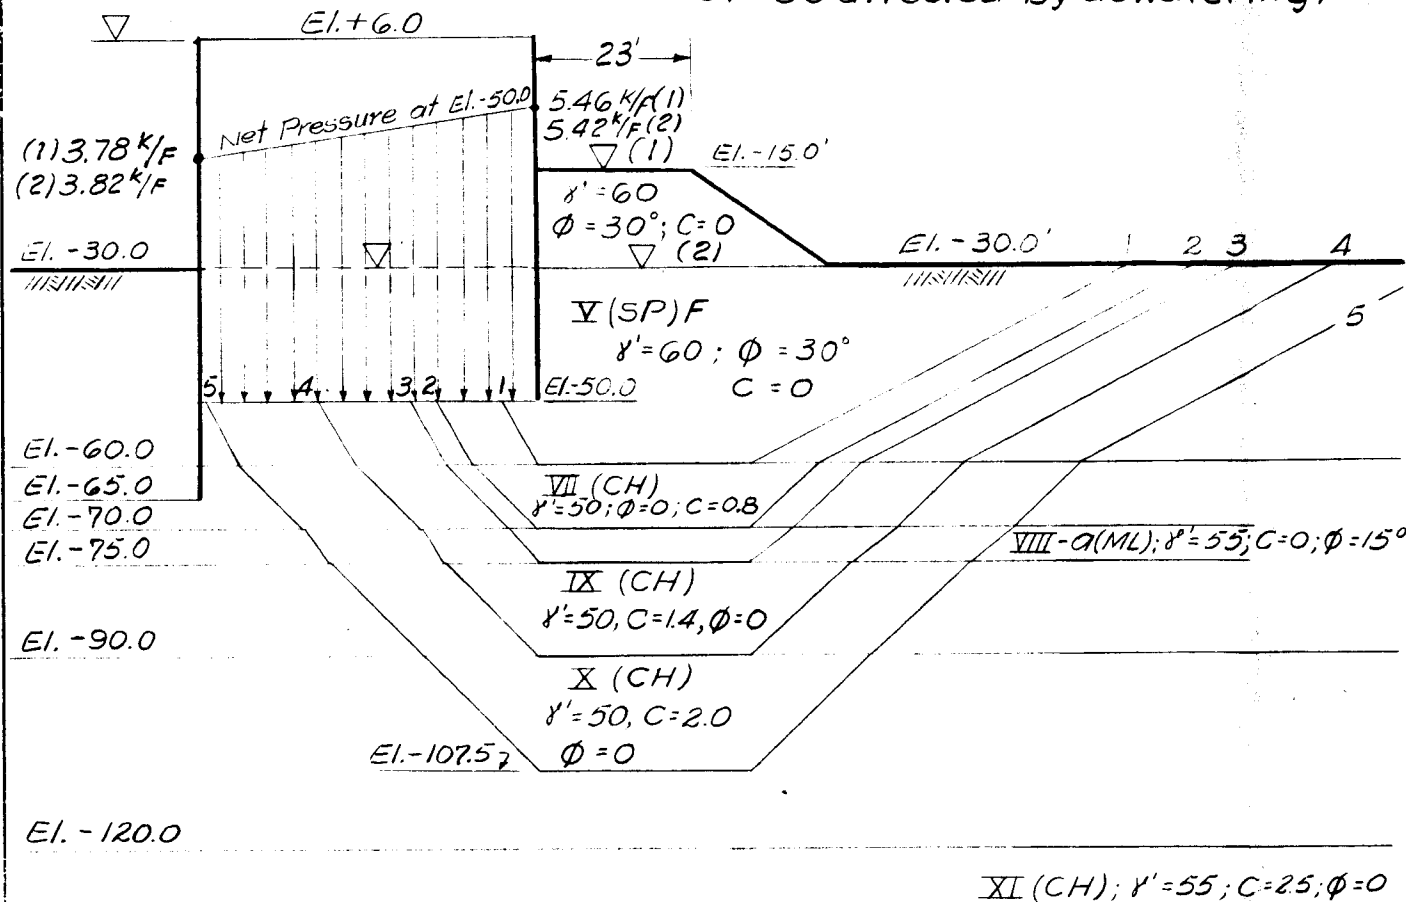 El.+6.0
23'
Net Pressure at El.-50.0
5.46 k/F(1)
5.42 k/F(2)
(1) 3.78 k/F
(2) 3.82 k/F
(1)
El.-15.0'
γ'=60
Φ=30°; C=0
El. -30.0
(2)
El. -30.0'
1 2 3 4
5
V (SP) F
γ'=60; Φ=30°
C=0
5 4 3 2 1
El.-50.0
El.-60.0
El.-65.0
VII (CH)
γ'=50; Φ=0; C=0.8
El.-70.0
El.-75.0
VIII-a(ML); γ'=55; C=0; Φ=15°
IX (CH)
γ'=50, C=1.4, Φ=0
El. -90.0
X (CH)
γ'=50, C=2.0
Φ=0
El.-107.5
El. -120.0
XI (CH); γ'=55; C=2.5; Φ=0